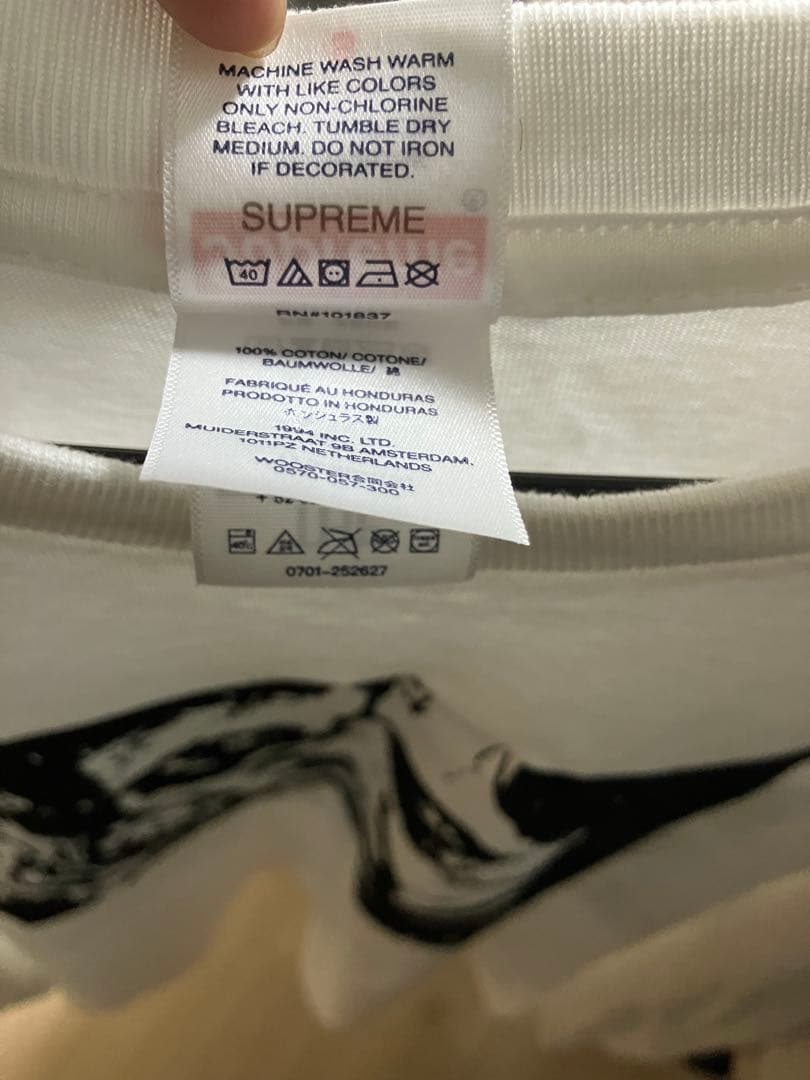 MACHINE WASH WARM
WITH LIKE COLORS
ONLY NON-CHLORINE
BLEACH. TUMBLE DRY
MEDIUM. DO NOT IRON
IF DECORATED.
®
SUPREME
40
RN#101837
100% COTON/ COTONE/
BAUMWOLLE/ 綿
FABRIQUÉ AU HONDURAS
PRODOTTO IN HONDURAS
ホンジュラス製
1994 INC. LTD.
MUIDERSTRAAT 9B AMSTERDAM.
1011PZ NETHERLANDS
WOOSTER合同会社
0570-057-300
0701-252627